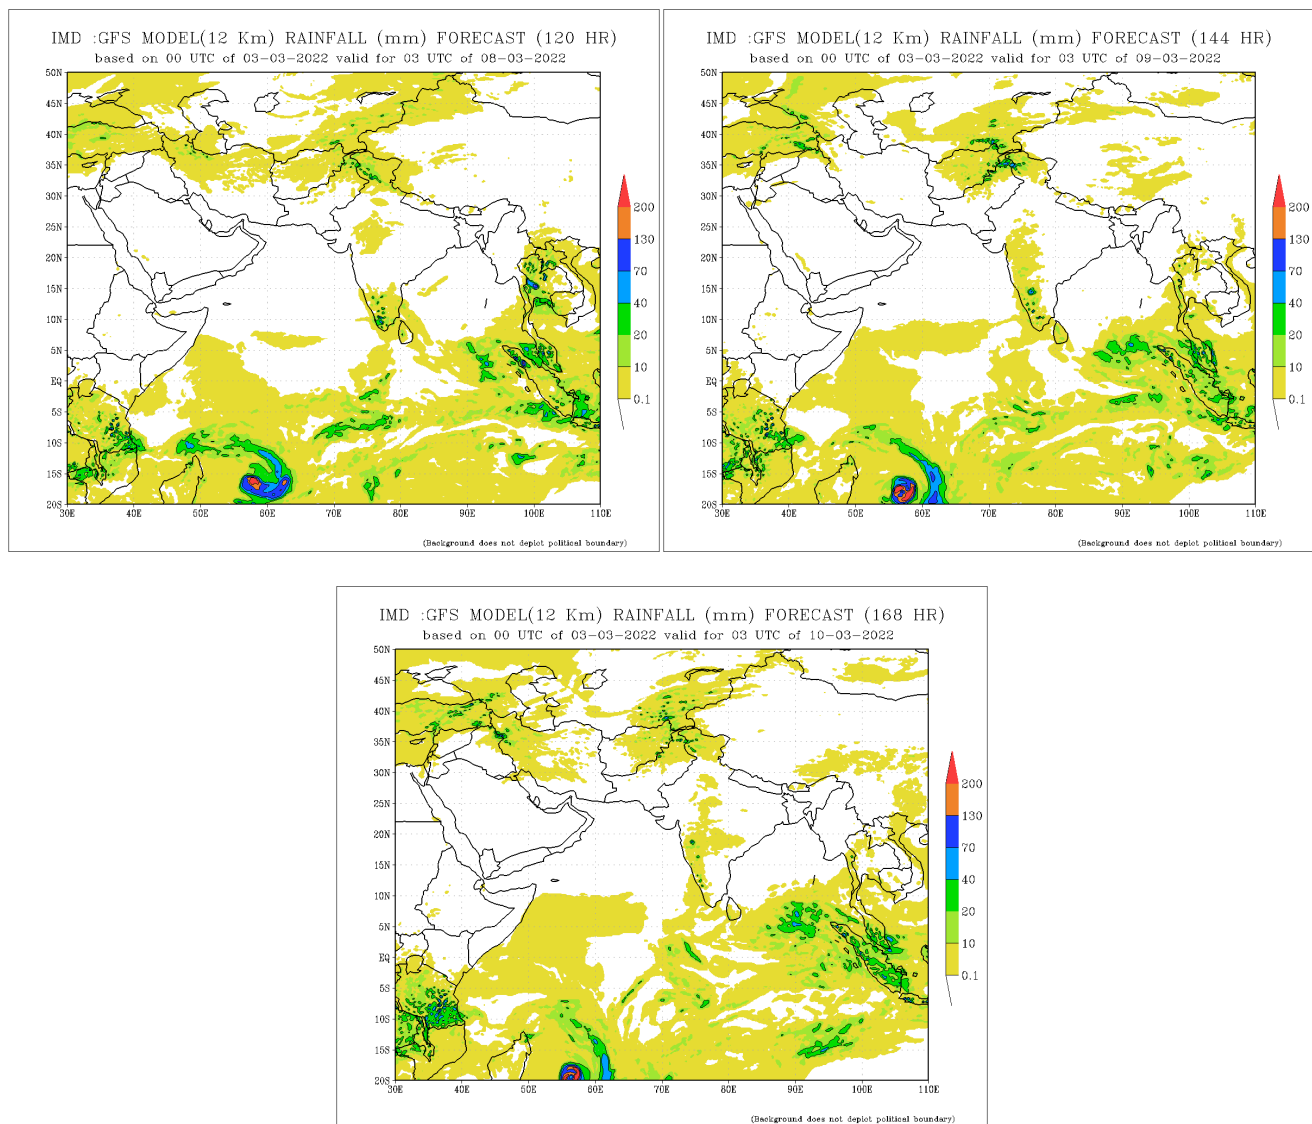 IMD :GFS MODEL(12 Km) RAINFALL (mm) FORECAST (120 HR)
based on 00 UTC of 03-03-2022 valid for 03 UTC of 08-03-2022
50N
45N
40N
35N
30N
25N
20N
15N
10N
5N
EQ
5S
10S
15S
20S
30E 40E 50E 60E 70E 80E 90E 100E 110E
200
130
70
40
20
10
0.1
(Background does not depict political boundary)
IMD :GFS MODEL(12 Km) RAINFALL (mm) FORECAST (144 HR)
based on 00 UTC of 03-03-2022 valid for 03 UTC of 09-03-2022
50N
45N
40N
35N
30N
25N
20N
15N
10N
5N
EQ
5S
10S
15S
20S
30E 40E 50E 60E 70E 80E 90E 100E 110E
200
130
70
40
20
10
0.1
(Background does not depict political boundary)
IMD :GFS MODEL(12 Km) RAINFALL (mm) FORECAST (168 HR)
based on 00 UTC of 03-03-2022 valid for 03 UTC of 10-03-2022
50N
45N
40N
35N
30N
25N
20N
15N
10N
5N
EQ
5S
10S
15S
20S
30E 40E 50E 60E 70E 80E 90E 100E 110E
200
130
70
40
20
10
0.1
(Background does not depict political boundary)